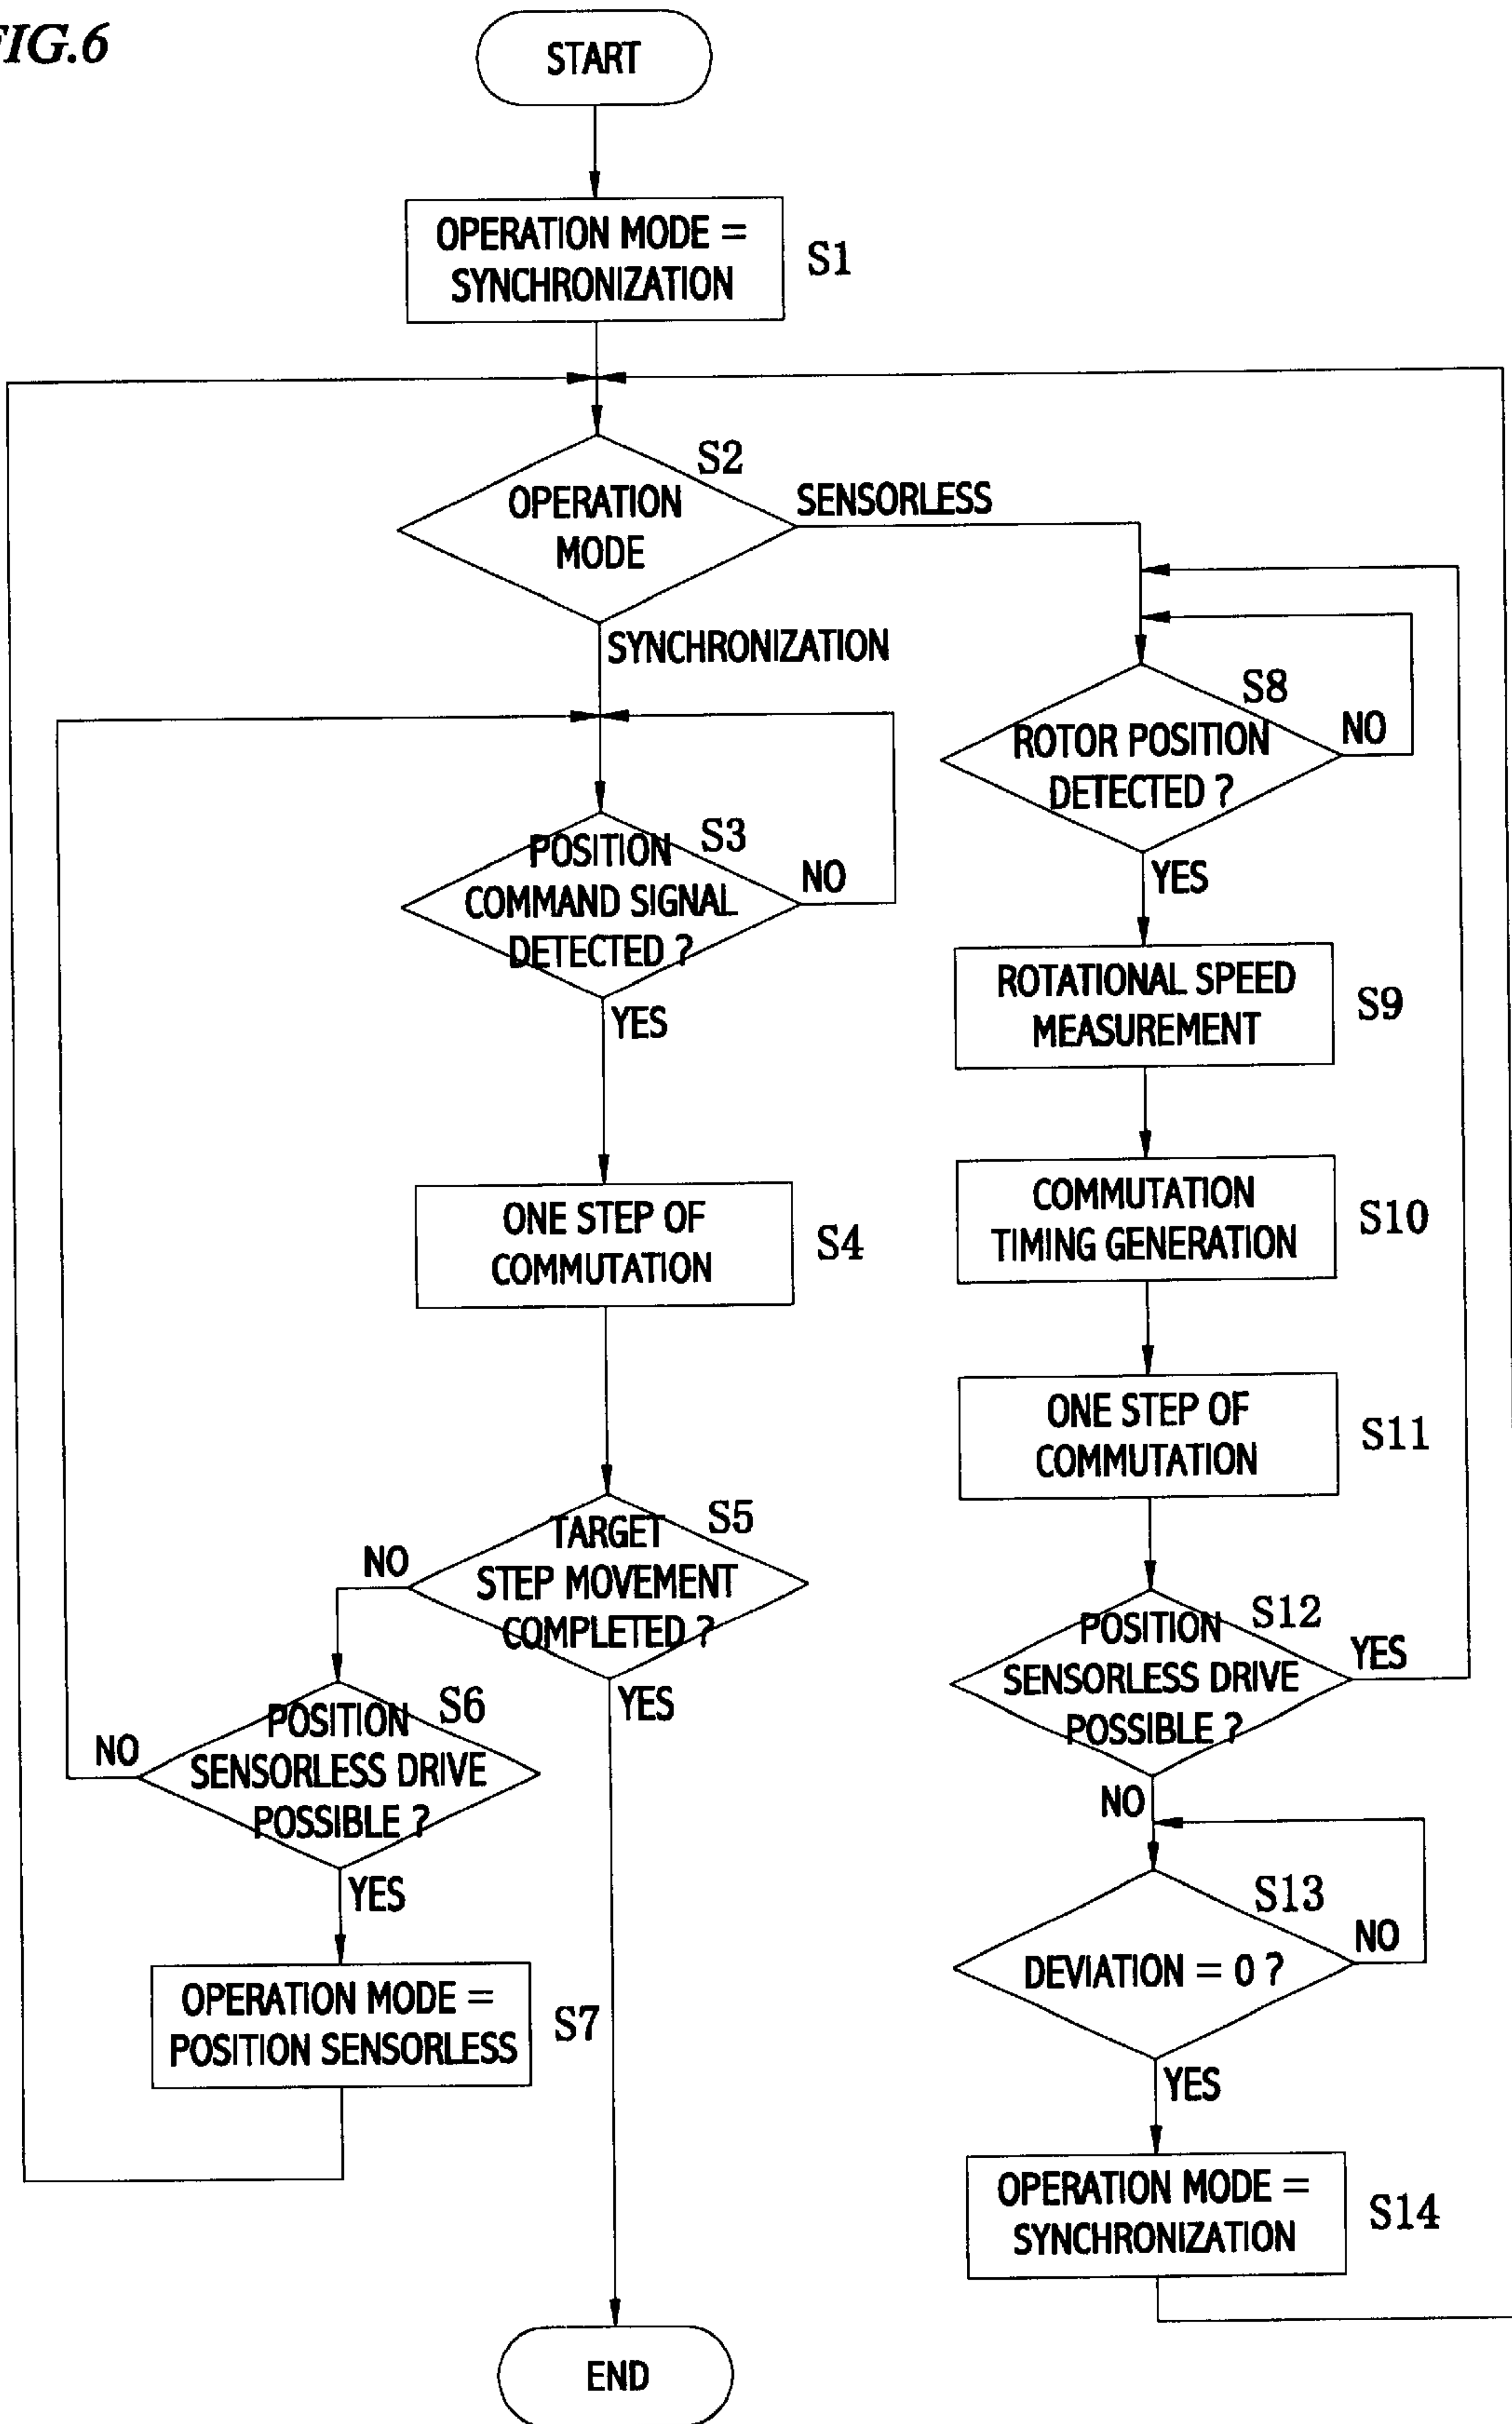 FIG.6
START
OPERATION MODE =
SYNCHRONIZATION
S1
S2
OPERATION
MODE
SENSORLESS
SYNCHRONIZATION
S3
POSITION
COMMAND SIGNAL
DETECTED ?
NO
YES
ONE STEP OF
COMMUTATION
S4
S5
TARGET
STEP MOVEMENT
COMPLETED ?
NO
YES
S6
POSITION
SENSORLESS DRIVE
POSSIBLE ?
NO
YES
OPERATION MODE =
POSITION SENSORLESS
S7
END
S8
ROTOR POSITION
DETECTED ?
NO
YES
ROTATIONAL SPEED
MEASUREMENT
S9
COMMUTATION
TIMING GENERATION
S10
ONE STEP OF
COMMUTATION
S11
S12
POSITION
SENSORLESS DRIVE
POSSIBLE ?
YES
NO
S13
DEVIATION = 0 ?
NO
YES
OPERATION MODE =
SYNCHRONIZATION
S14